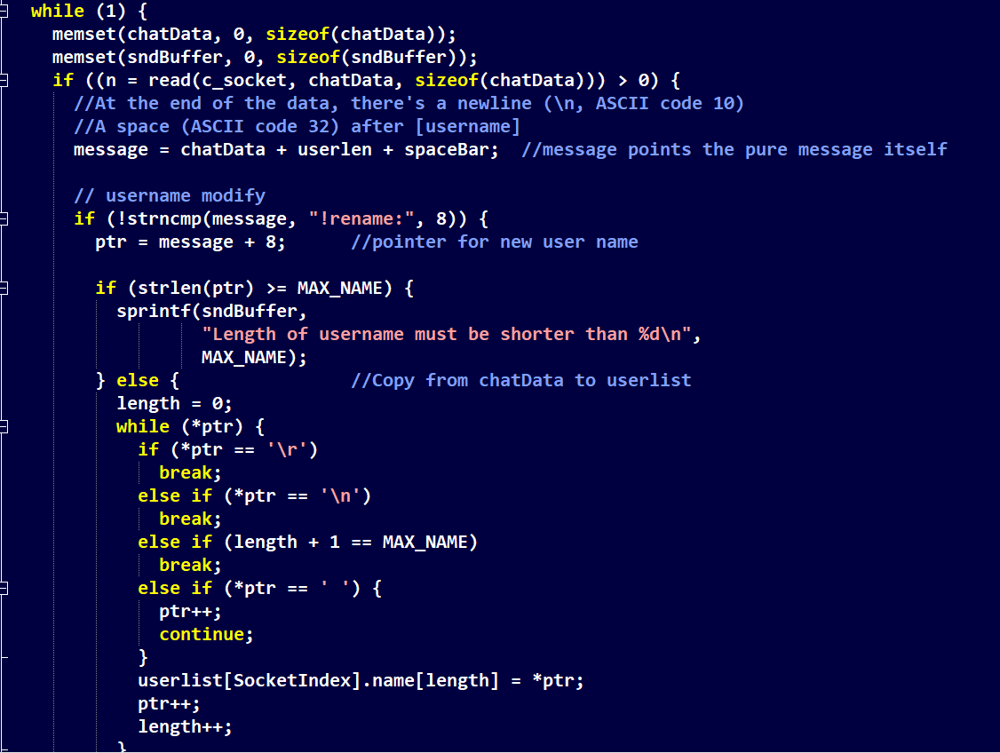 while (1) {
memset(chatData, 0, sizeof(chatData));
memset(sndBuffer, 0, sizeof(sndBuffer));
if ((n = read(c_socket, chatData, sizeof(chatData))) > 0) {
//At the end of the data, there's a newline (\n, ASCII code 10)
//A space (ASCII code 32) after [username]
message = chatData + userlen + spaceBar;  //message points the pure message itself
// username modify
if (!strncmp(message, "!rename:", 8)) {
ptr = message + 8;      //pointer for new user name
if (strlen(ptr) >= MAX_NAME) {
sprintf(sndBuffer,
"Length of username must be shorter than %d\n",
MAX_NAME);
} else {                //Copy from chatData to userlist
length = 0;
while (*ptr) {
if (*ptr == '\r')
break;
else if (*ptr == '\n')
break;
else if (length + 1 == MAX_NAME)
break;
else if (*ptr == ' ') {
ptr++;
continue;
}
userlist[SocketIndex].name[length] = *ptr;
ptr++;
length++;
}